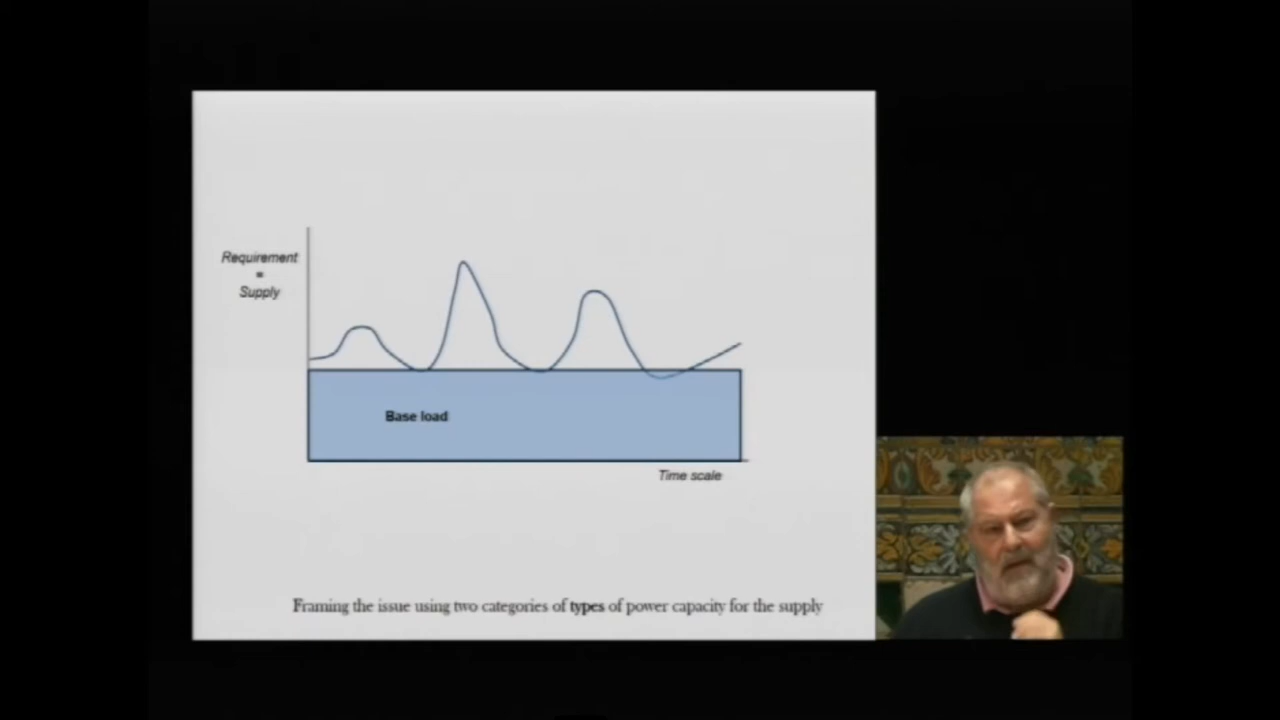 Requirement
=
Supply
Base load
Time scale
Framing the issue using two categories of types of power capacity for the supply